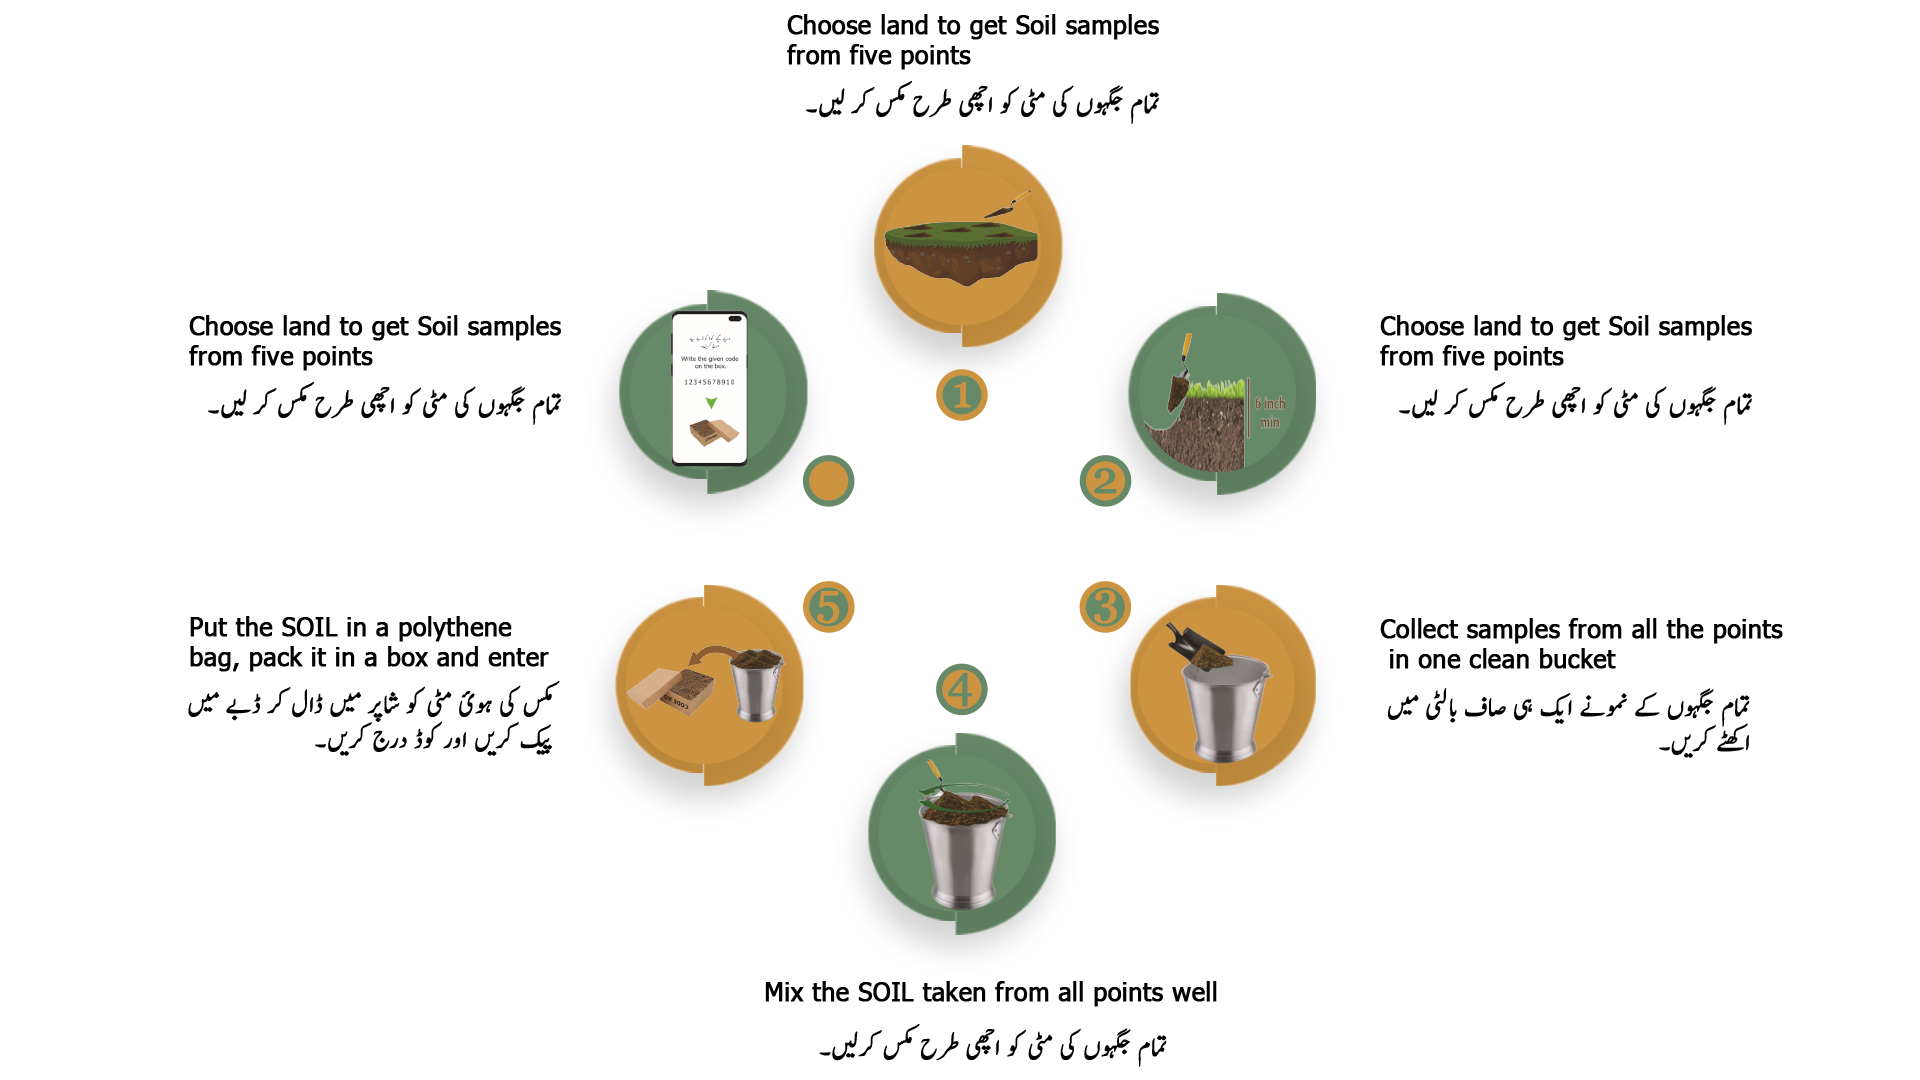 Choose land to get Soil samples
from five points
تمام جگہوں کی مٹی کو اچھی طرح مکس کر لیں۔
1
Choose land to get Soil samples
from five points
تمام جگہوں کی مٹی کو اچھی طرح مکس کر لیں۔
6 inch
min
2
Collect samples from all the points
in one clean bucket
تمام جگہوں کے نمونے ایک ہی صاف بالٹی میں
اکھٹے کریں۔
3
4
Mix the SOIL taken from all points well
تمام جگہوں کی مٹی کو اچھی طرح مکس کرلیں۔
5
Put the SOIL in a polythene
bag, pack it in a box and enter
مکس کی ہوئ مٹی کو شاپر میں ڈال کر ڈبے میں
پیک کریں اور کوڈ درج کریں۔
CODE NO
Choose land to get Soil samples
from five points
تمام جگہوں کی مٹی کو اچھی طرح مکس کر لیں۔
Write the given code
on the box.
12345678910